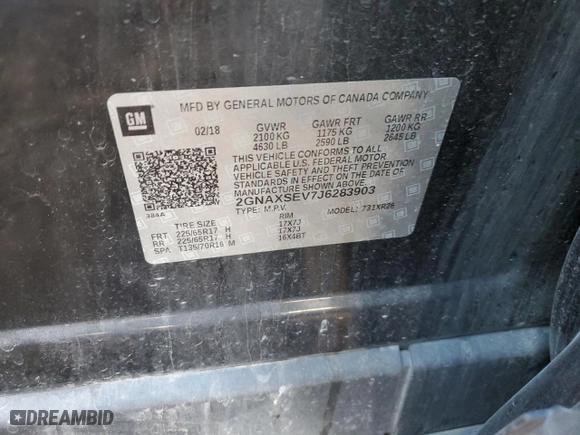 MFD BY GENERAL MOTORS OF CANADA COMPANY
GM
02/18 GVWR GAWR FRT GAWR RR
2100 KG 1175 KG 1200 KG
4630 LB 2590 LB 2645 LB
THIS VEHICLE CONFORMS TO ALL
APPLICABLE U.S. FEDERAL MOTOR
VEHICLE SAFETY AND THEFT PREVENTION
STANDARDS IN EFFECT ON THE DATE OF
MANUFACTURE SHOWN ABOVE.
2GNAXSEV7J6283903
TYPE: M.P.V. MODEL: 731XR26
384A
TIRE SIZE RIM
FRT 225/65R17 H 17X7J
RR 225/65R17 H 17X7J
SPA T135/70R16 M 16X4BT
DREAMBID